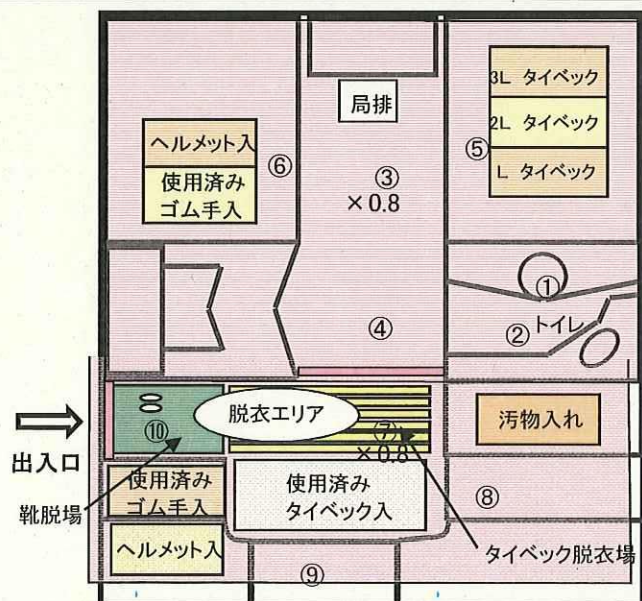 局排
3L タイベック
2L タイベック
L タイベック
ヘルメット入
⑥
⑤
使用済み
ゴム手入
③
×0.8
①
④
②
トイレ
出入口
⑩
脱衣エリア
⑦
×0.8
汚物入れ
使用済み
ゴム手入
使用済み
タイベック入
⑧
靴脱場
ヘルメット入
タイベック脱衣場
⑨